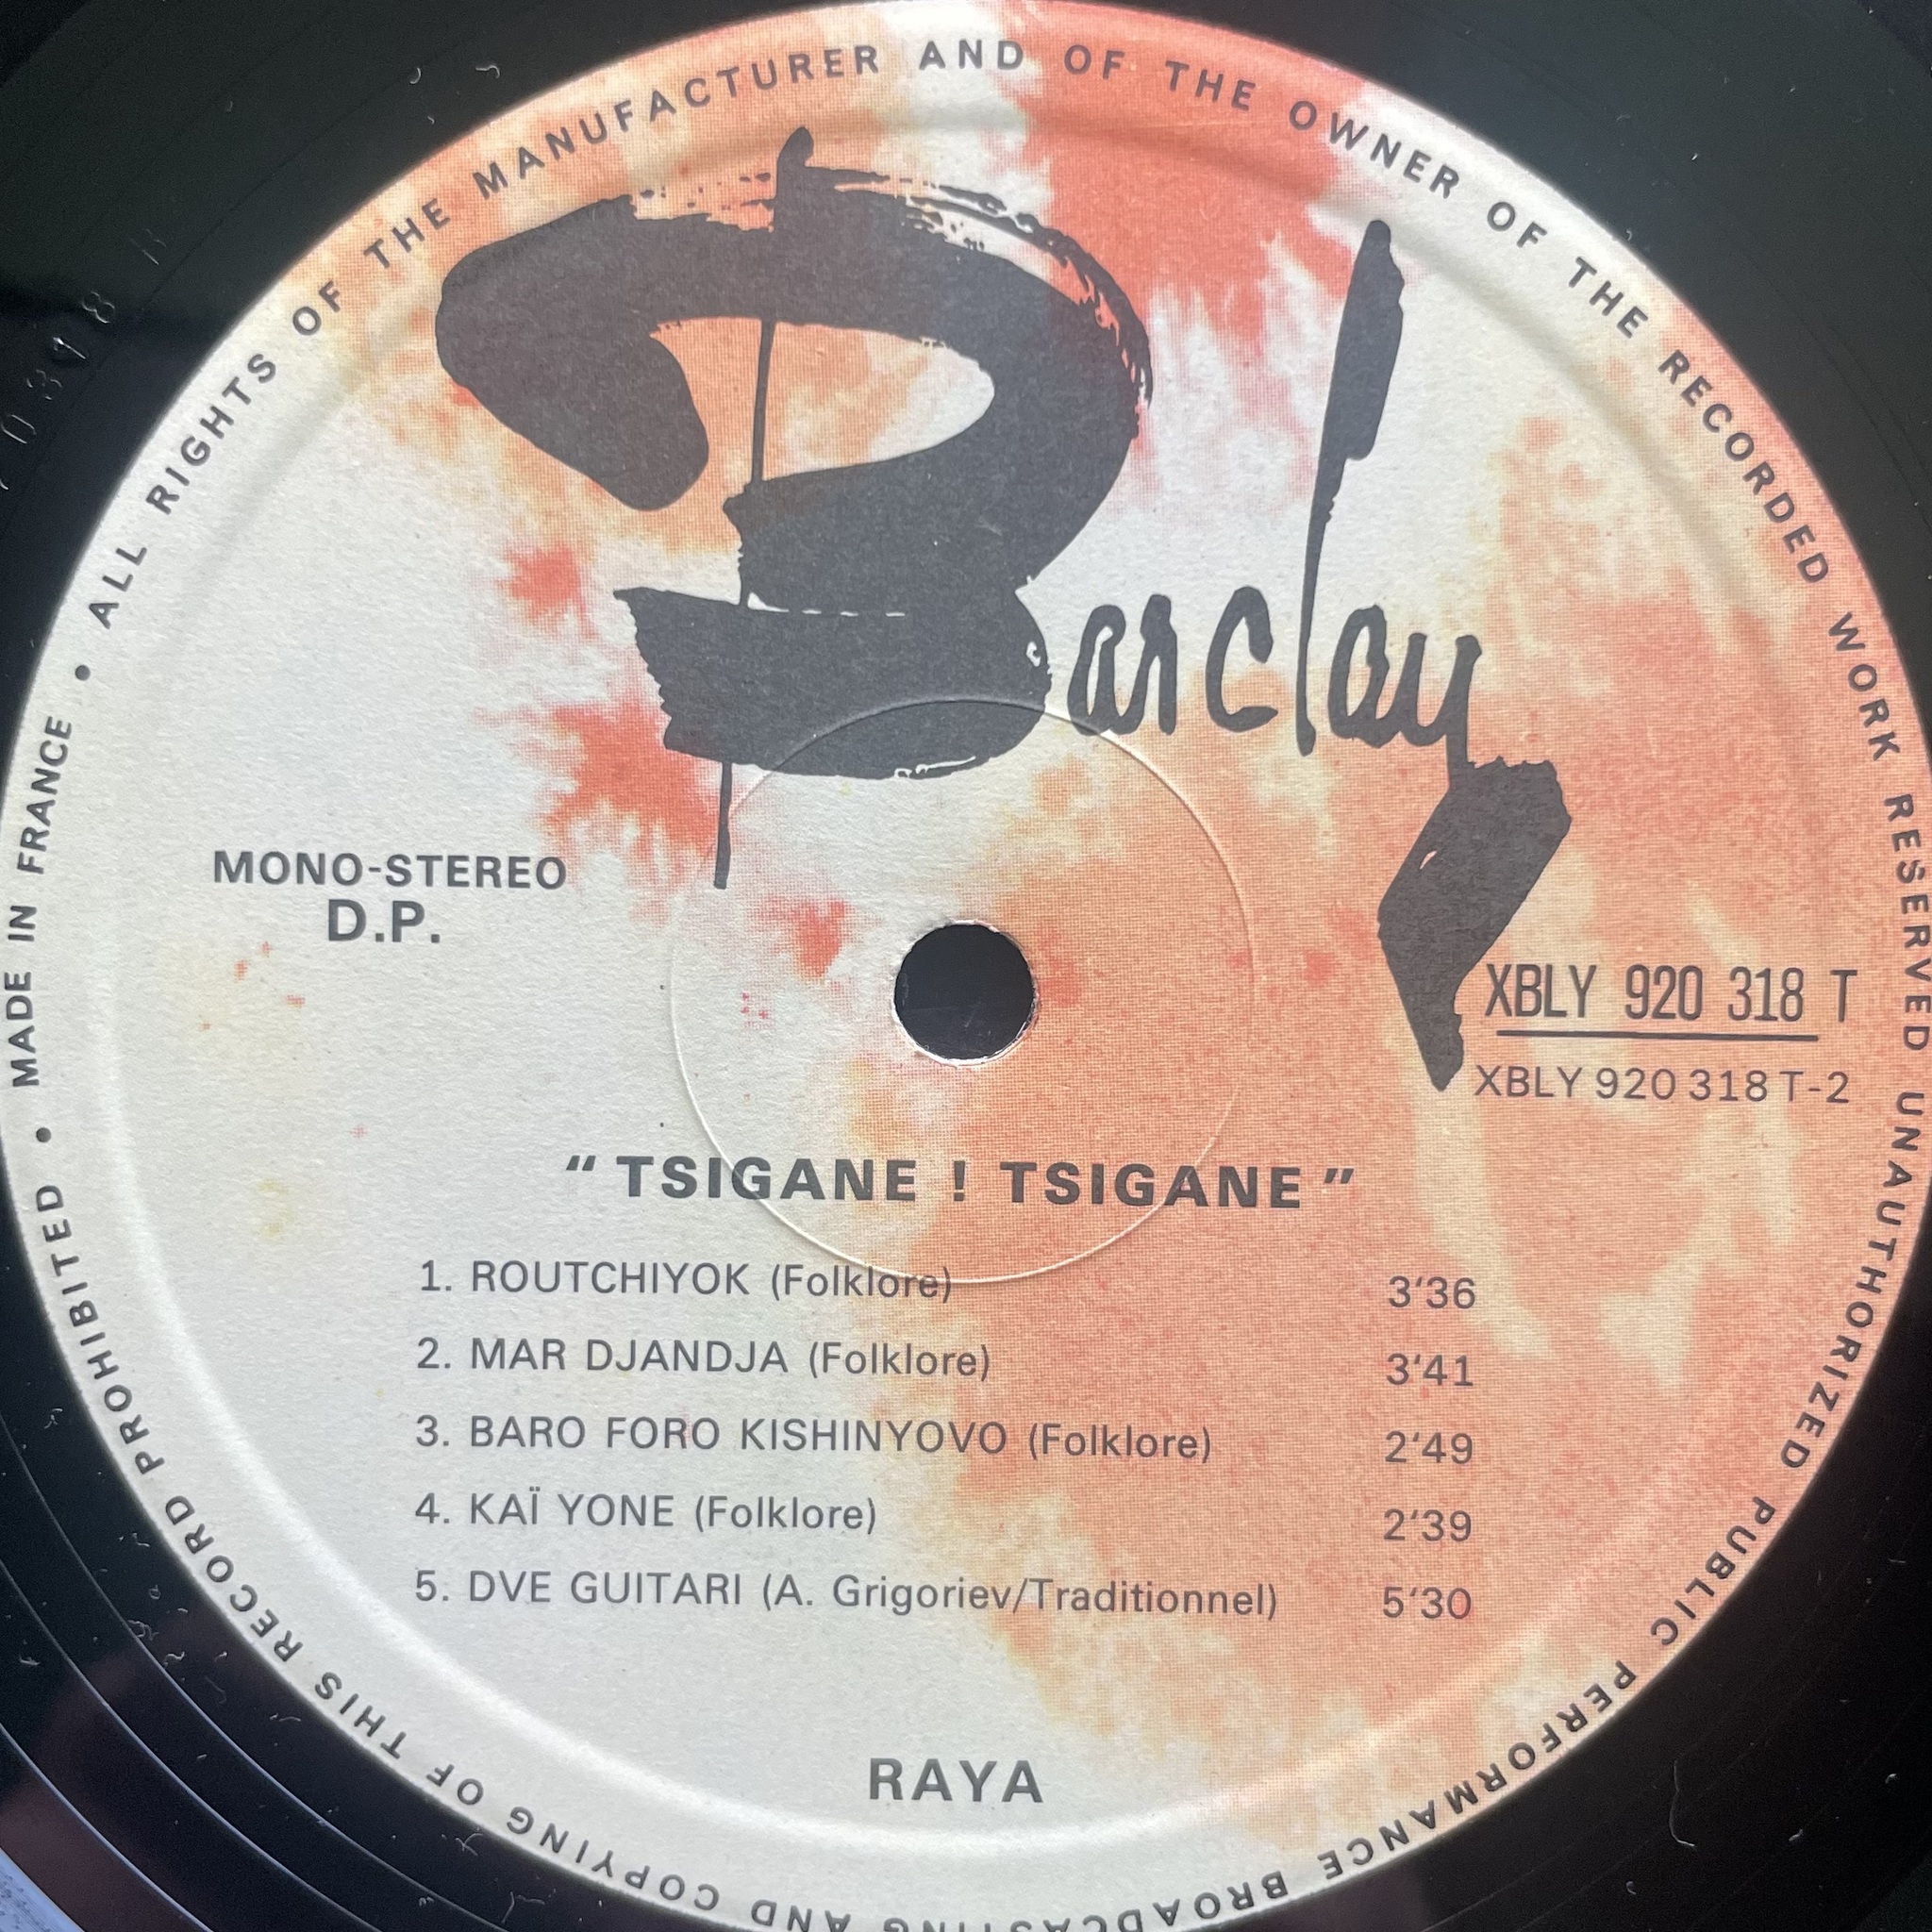 • ALL RIGHTS OF THE MANUFACTURER AND OF THE OWNER OF THE RECORDED WORK RESERVED UNAUTHORIZED PUBLIC PERFORMANCE BROADCASTING AND COPYING OF THIS RECORD PROHIBITED • MADE IN FRANCE
Barclay
MONO-STEREO
D.P.
XBLY 920 318 T
XBLY 920 318 T-2
“ TSIGANE ! TSIGANE ”
1. ROUTCHIYOK (Folklore) 3‘36
2. MAR DJANDJA (Folklore) 3‘41
3. BARO FORO KISHINYOVO (Folklore) 2‘49
4. KAÏ YONE (Folklore) 2‘39
5. DVE GUITARI (A. Grigoriev/Traditionnel) 5‘30
RAYA